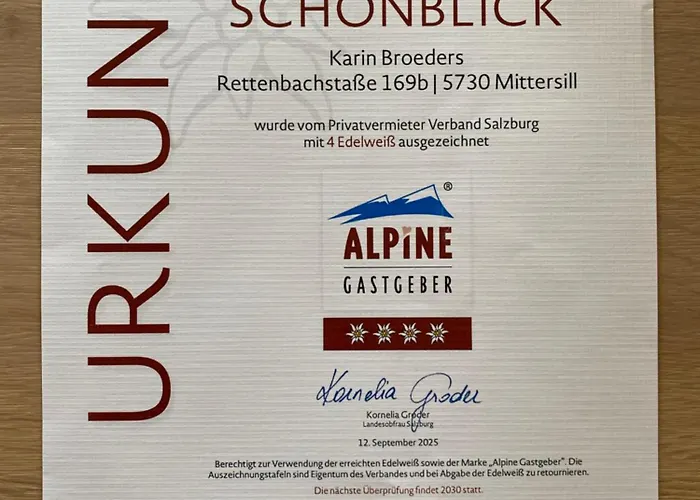 URKUN
SCHÖNBLICK
Karin Broeders
Rettenbachstaße 169b | 5730 Mittersill
wurde vom Privatvermieter Verband Salzburg
mit 4 Edelweiß ausgezeichnet
®
ALPiNE
GASTGEBER
Kornelia Groder
Kornelia Groder
Landesobfrau Salzburg
12. September 2025
Berechtigt zur Verwendung der erreichten Edelweiß sowie der Marke „Alpine Gastgeber“. Die
Auszeichnungstafeln sind Eigentum des Verbandes und bei Abgabe der Edelweiß zu retournieren.
Die nächste Überprüfung findet 2030 statt.